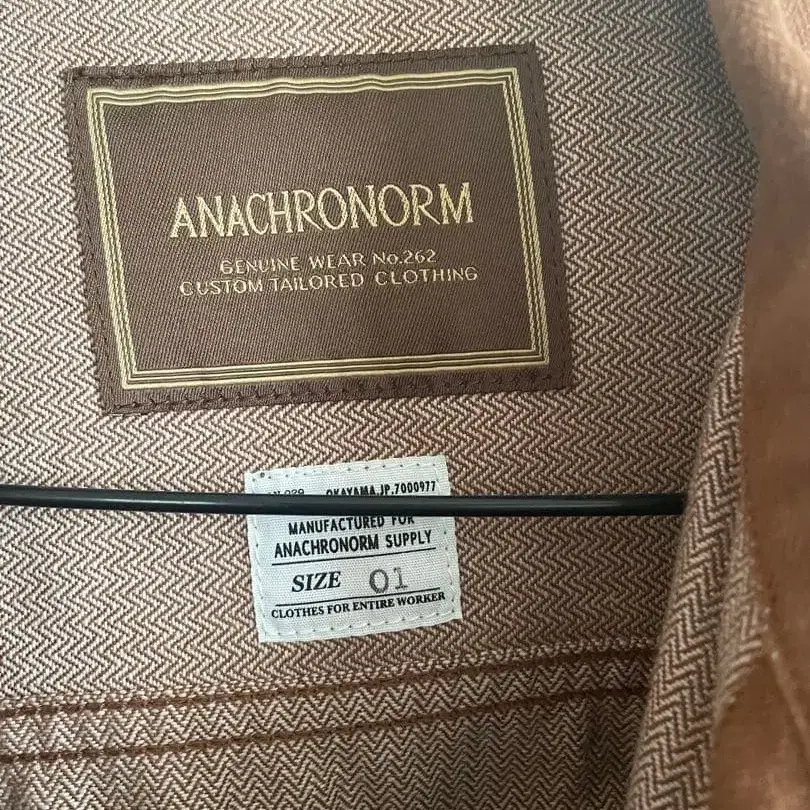 ANACHRONORM
GENUINE WEAR No.262
CUSTOM TAILORED CLOTHING
OKAYAMA.JP.7000977
MANUFACTURED FOR
ANACHRONORM SUPPLY
SIZE 01
CLOTHES FOR ENTIRE WORKER